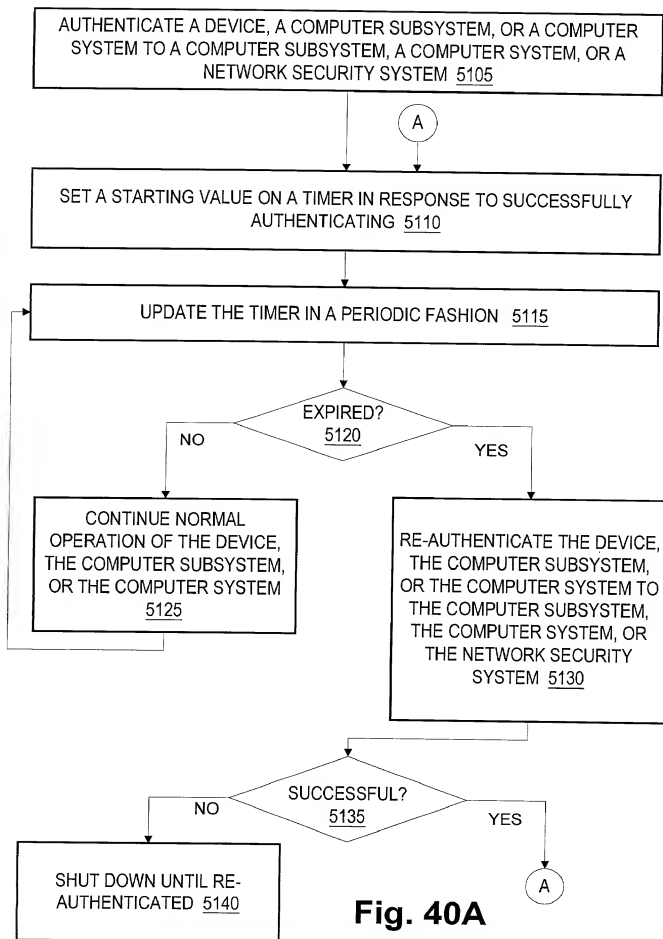 AUTHENTICATE A DEVICE, A COMPUTER SUBSYSTEM, OR A COMPUTER
SYSTEM TO A COMPUTER SUBSYSTEM, A COMPUTER SYSTEM, OR A
NETWORK SECURITY SYSTEM 5105
A
SET A STARTING VALUE ON A TIMER IN RESPONSE TO SUCCESSFULLY
AUTHENTICATING 5110
UPDATE THE TIMER IN A PERIODIC FASHION 5115
EXPIRED?
5120
NO
YES
CONTINUE NORMAL
OPERATION OF THE DEVICE,
THE COMPUTER SUBSYSTEM,
OR THE COMPUTER SYSTEM
5125
RE-AUTHENTICATE THE DEVICE,
THE COMPUTER SUBSYSTEM,
OR THE COMPUTER SYSTEM TO
THE COMPUTER SUBSYSTEM,
THE COMPUTER SYSTEM, OR
THE NETWORK SECURITY
SYSTEM 5130
SUCCESSFUL?
5135
NO
YES
SHUT DOWN UNTIL RE-
AUTHENTICATED 5140
A
Fig. 40A